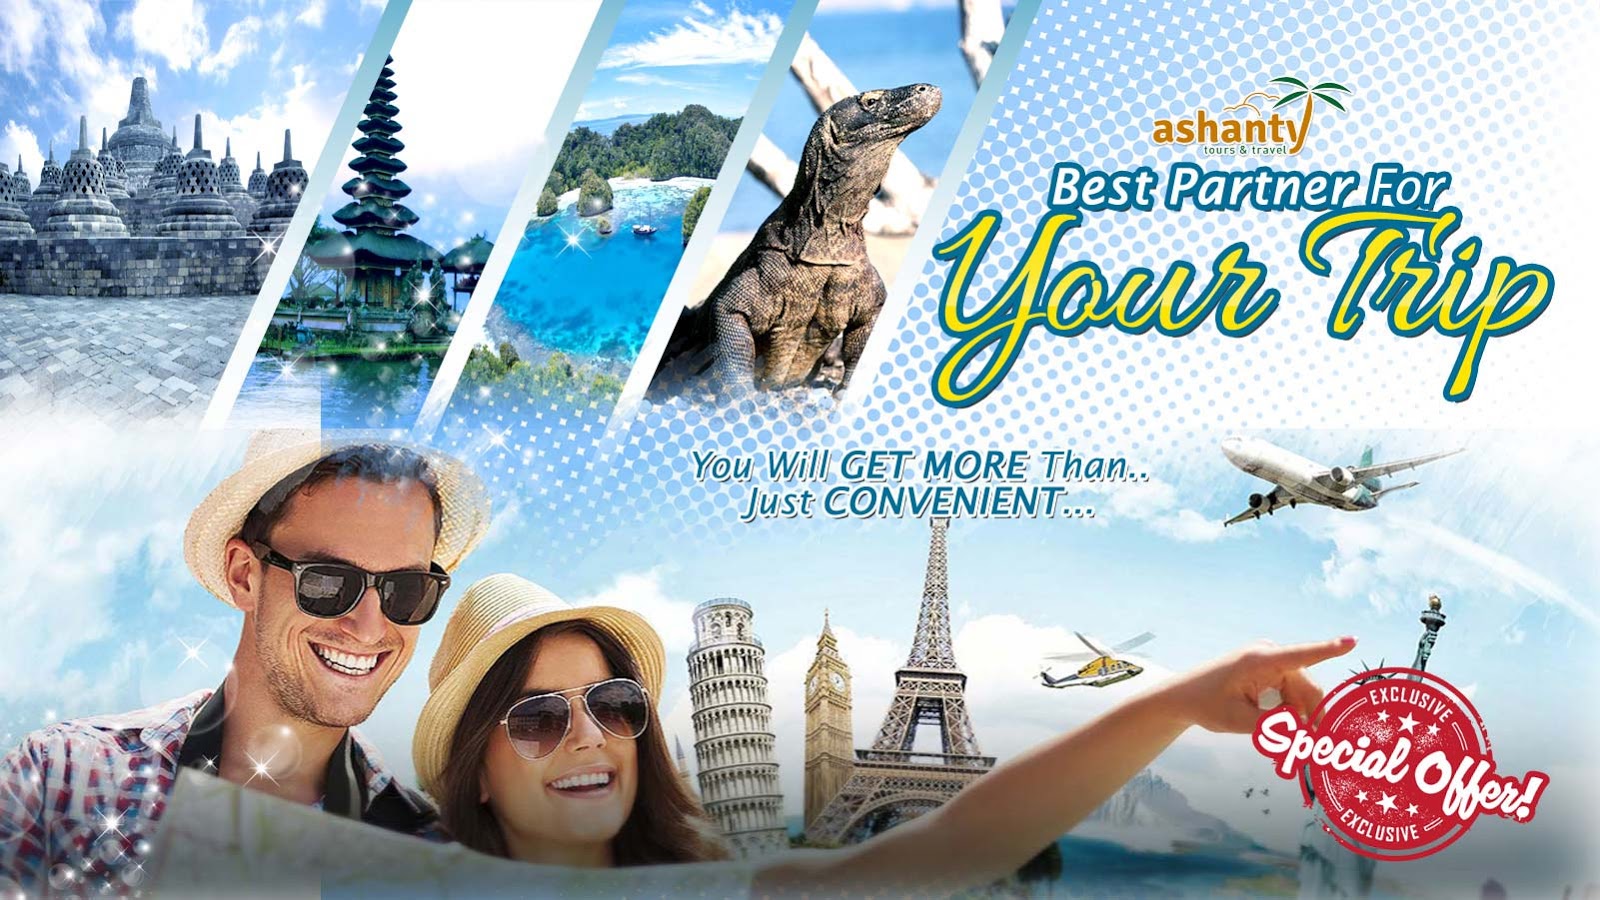 ashanty
tours & travel
Best Partner For
Your Trip
You Will GET MORE Than..
Just CONVENIENT...
EXCLUSIVE
Special Offer!
EXCLUSIVE